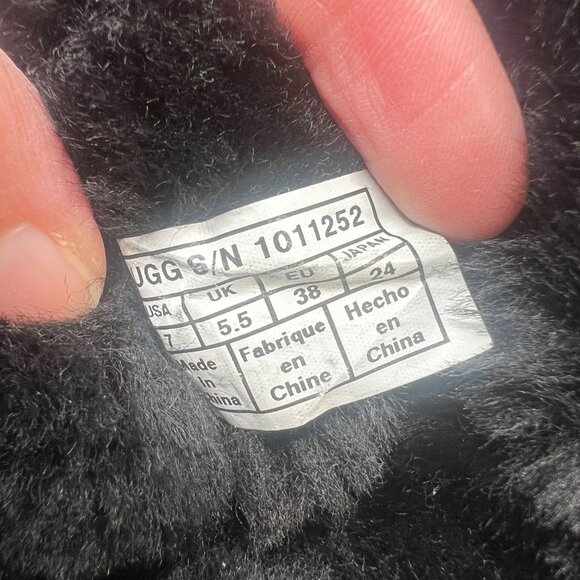 UGG S/N 1011252
USA UK EU JAPAN
7 5.5 38 24
Made in China
Fabrique en Chine
Hecho en China